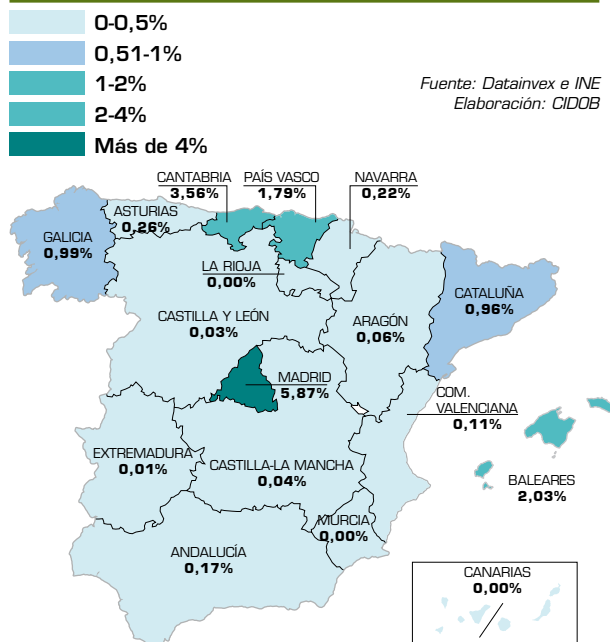 0-0,5%
0,51-1%
1-2%
2-4%
Más de 4%
Fuente: Datainvex e INE
Elaboración: CIDOB
CANTABRIA
3,56%
PAÍS VASCO
1,79%
NAVARRA
0,22%
ASTURIAS
0,26%
GALICIA
0,99%
LA RIOJA
0,00%
CATALUÑA
0,96%
CASTILLA Y LEÓN
0,03%
ARAGÓN
0,06%
MADRID
5,87%
COM.
VALENCIANA
0,11%
EXTREMADURA
0,01%
CASTILLA-LA MANCHA
0,04%
BALEARES
2,03%
MURCIA
0,00%
ANDALUCÍA
0,17%
CANARIAS
0,00%